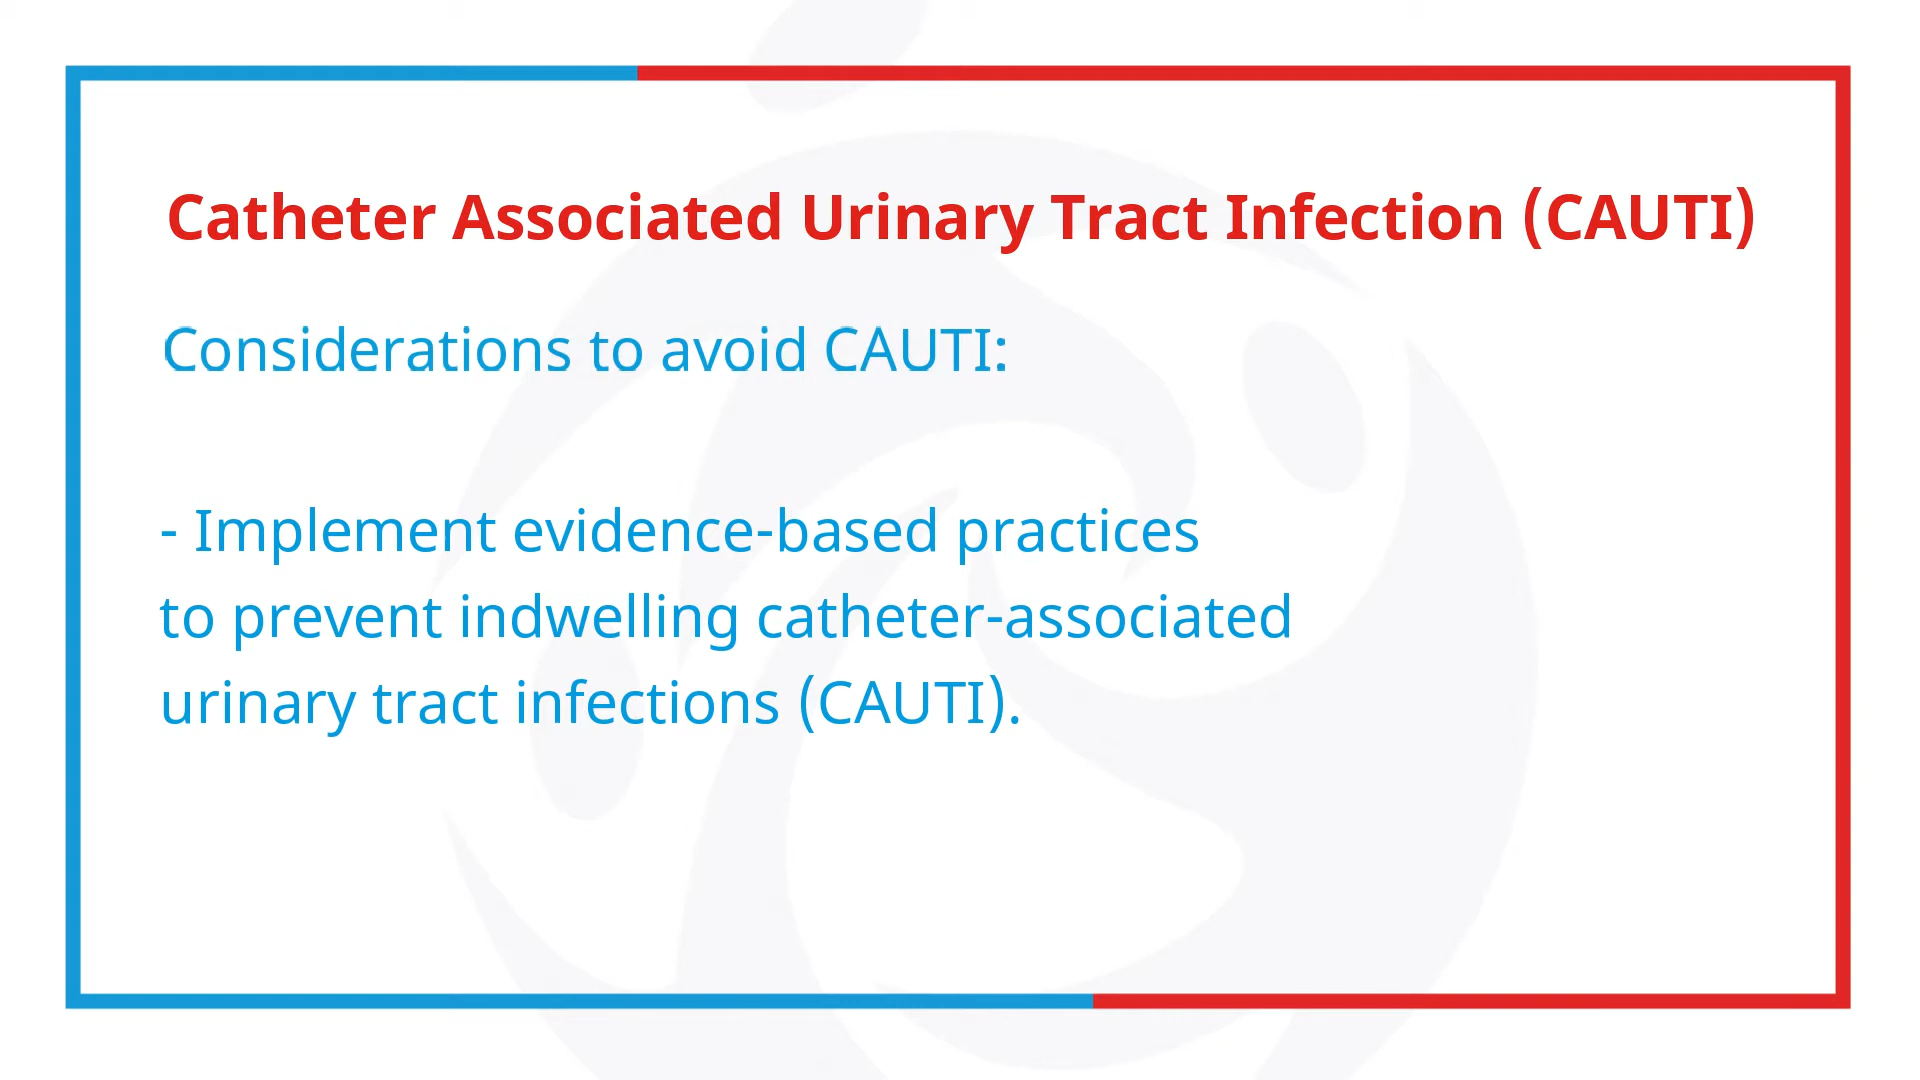 Catheter Associated Urinary Tract Infection (CAUTI)
Considerations to avoid CAUTI:
- Implement evidence-based practices
to prevent indwelling catheter-associated
urinary tract infections (CAUTI).